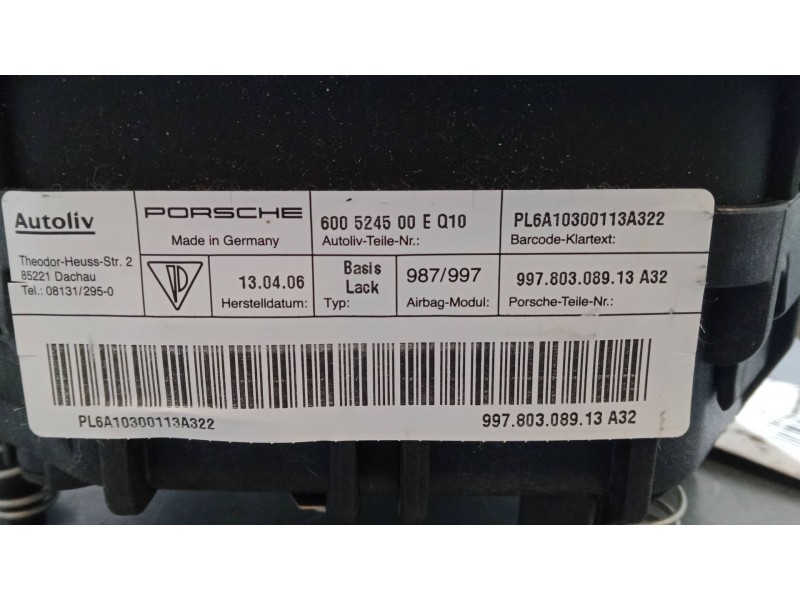 Autoliv
Theodor-Heuss-Str. 2
85221 Dachau
Tel.: 08131/295-0
PORSCHE
Made in Germany
600 5245 00 E Q10
Autoliv-Teile-Nr.:
PL6A10300113A322
Barcode-Klartext:
13.04.06
Herstelldatum:
Basis
Lack
Typ:
987/997
Airbag-Modul:
997.803.089.13 A32
Porsche-Teile-Nr.:
PL6A10300113A322
997.803.089.13 A32